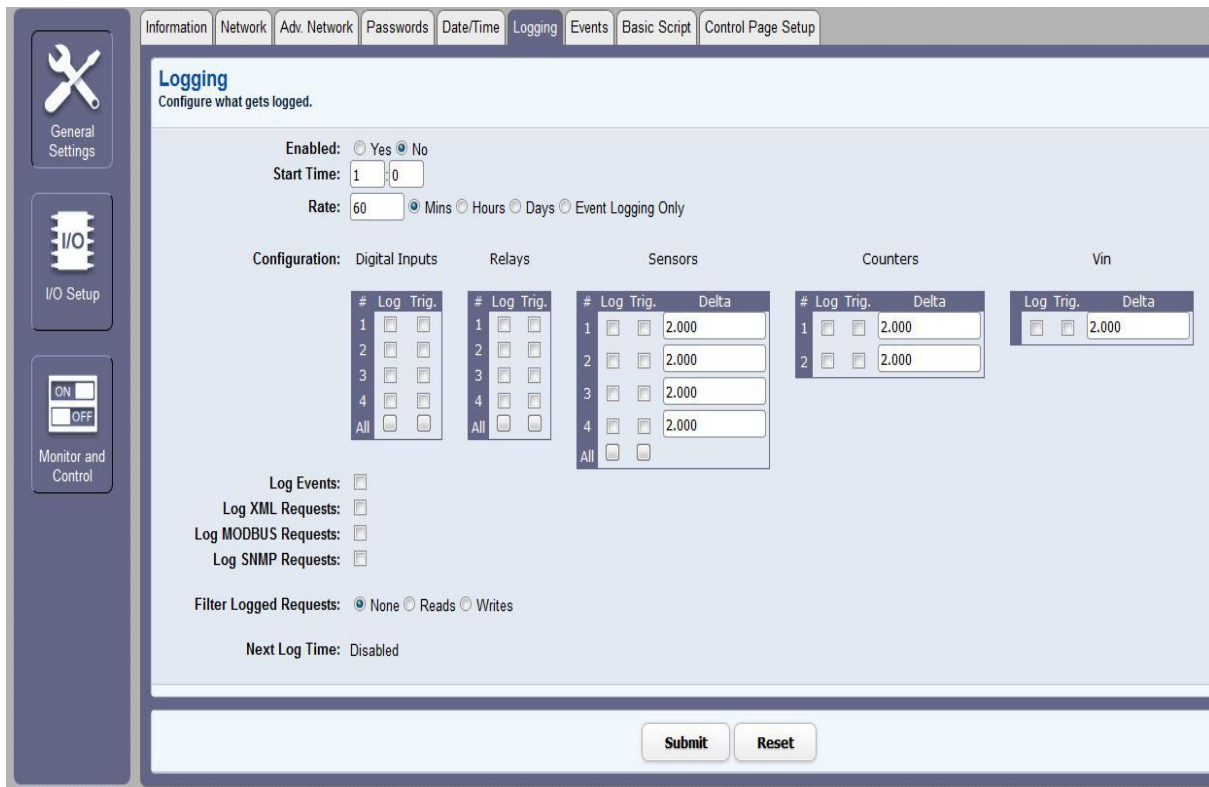 Information Network Adv. Network Passwords Date/Time Logging Events Basic Script Control Page Setup
General
Settings
I/O
I/O Setup
ON
OFF
Monitor and
Control
Logging
Configure what gets logged.
Enabled: Yes No
Start Time: 1 : 0
Rate: 60 Mins Hours Days Event Logging Only
Configuration: Digital Inputs Relays Sensors Counters Vin
# Log Trig. # Log Trig. # Log Trig. Delta # Log Trig. Delta Log Trig. Delta
1 1 1 2.000 1 2.000 2.000
2 2 2 2.000 2 2.000
3 3 3 2.000
4 4 4 2.000
All All All
Log Events:
Log XML Requests:
Log MODBUS Requests:
Log SNMP Requests:
Filter Logged Requests: None Reads Writes
Next Log Time: Disabled
Submit Reset